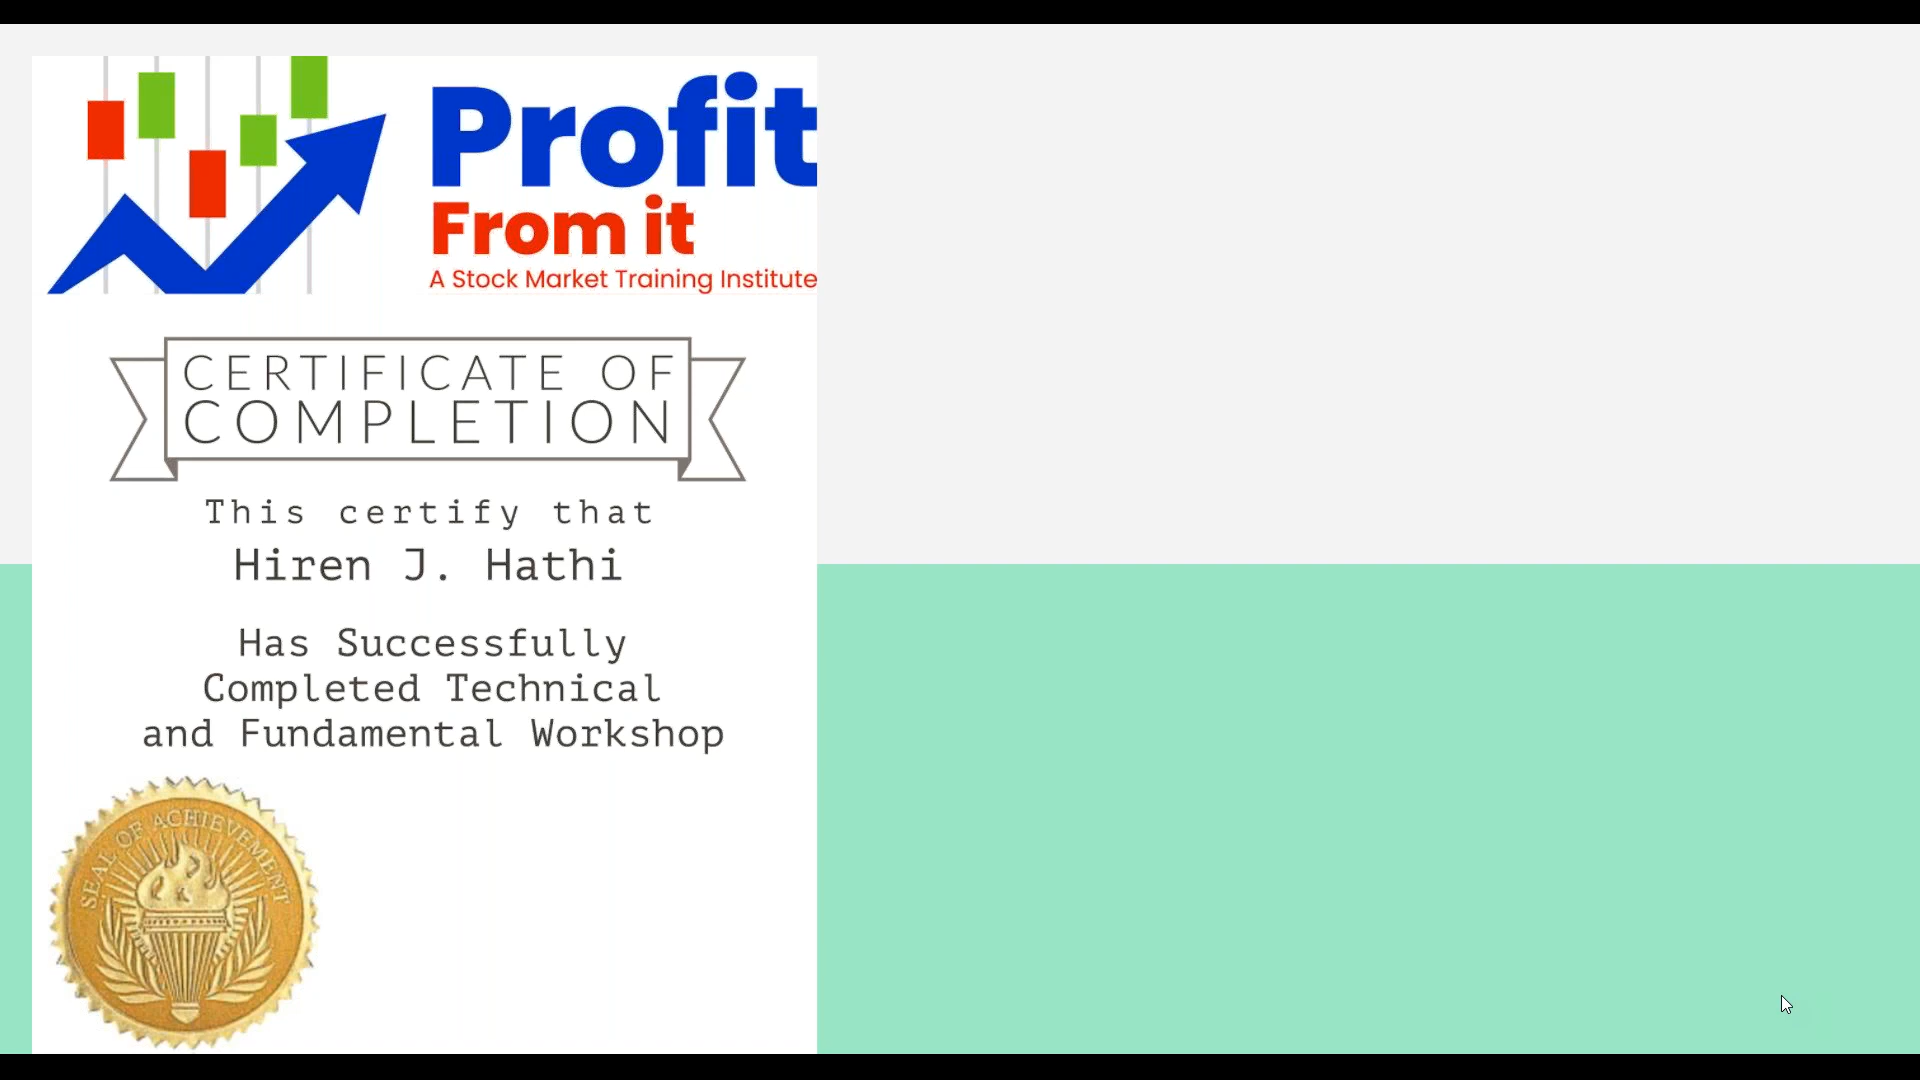 Profit
From it
A Stock Market Training Institute
CERTIFICATE OF
COMPLETION
This certify that
Hiren J. Hathi
Has Successfully
Completed Technical
and Fundamental Workshop
SEAL OF ACHIEVEMENT